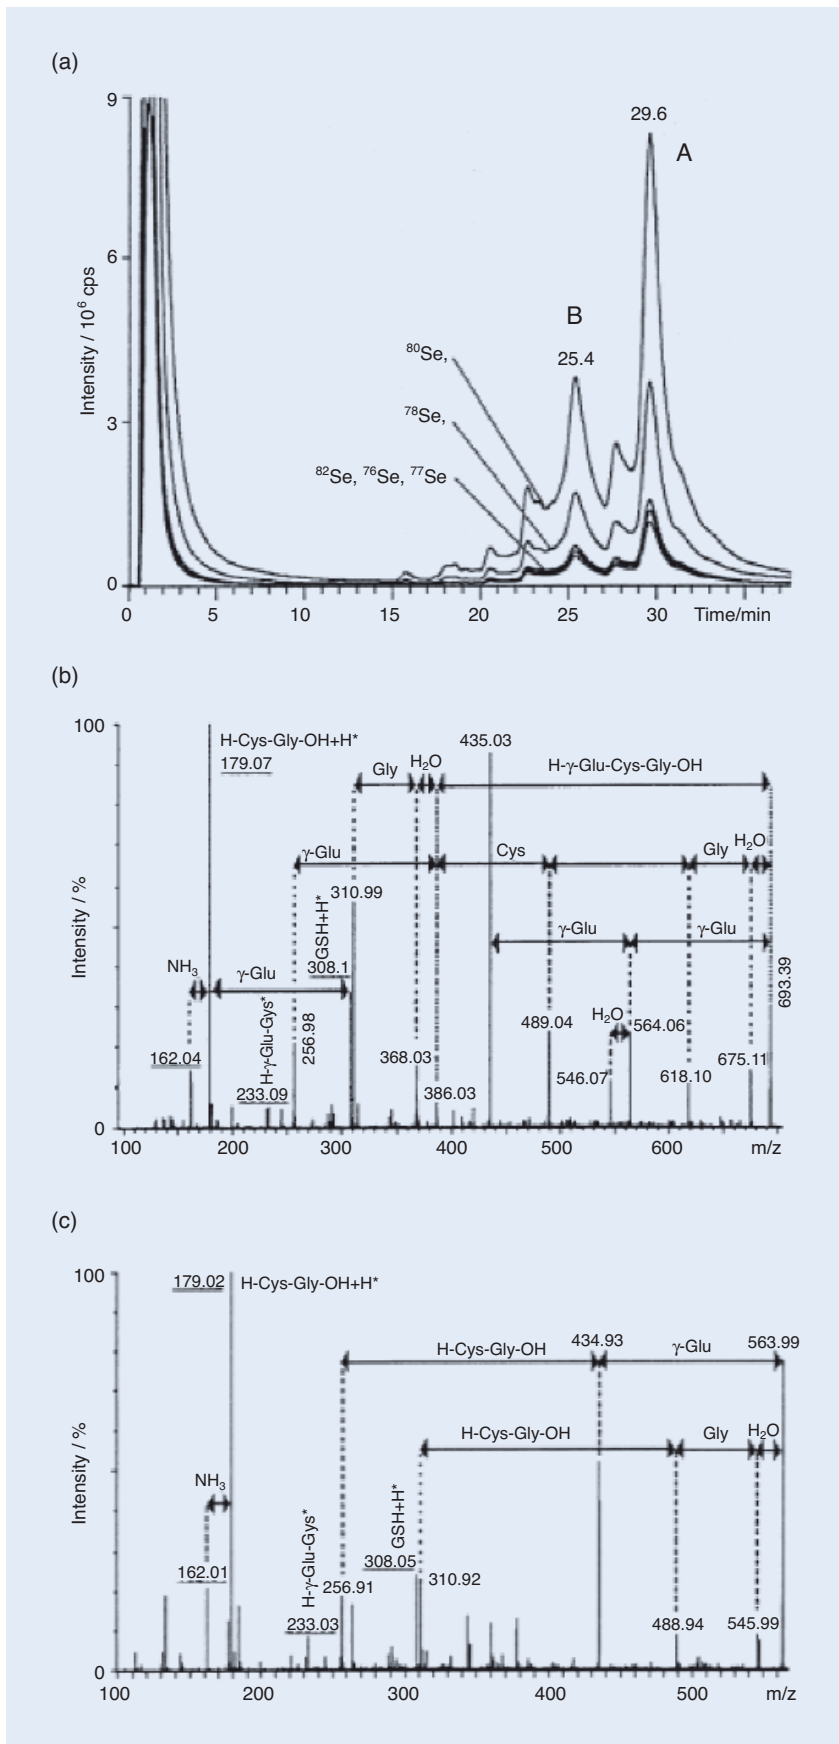 (a)
9
29.6
A
6
B
⁸⁰Se,
25.4
⁷⁸Se,
3
⁸²Se, ⁷⁶Se, ⁷⁷Se
0
Intensity / 10⁶ cps
0 5 10 15 20 25 30 Time/min
(b)
100
H-Cys-Gly-OH+H*
435.03
179.07
Gly H₂O H-γ-Glu-Cys-Gly-OH
γ-Glu Cys Gly H₂O
310.99
GSH+H*
γ-Glu γ-Glu
NH₃ γ-Glu 308.1
693.39
H-γ-Glu-Gys*
256.98
489.04 H₂O 564.06
162.04
368.03 675.11
233.09 386.03 546.07 618.10
0
Intensity / %
100 200 300 400 500 600 m/z
(c)
100
179.02 H-Cys-Gly-OH+H*
434.93 563.99
H-Cys-Gly-OH γ-Glu
H-Cys-Gly-OH Gly H₂O
NH₃
H-γ-Glu-Gys*
GSH+H*
308.05
162.01 256.91 310.92
233.03 488.94 545.99
0
Intensity / %
100 200 300 400 500 m/z